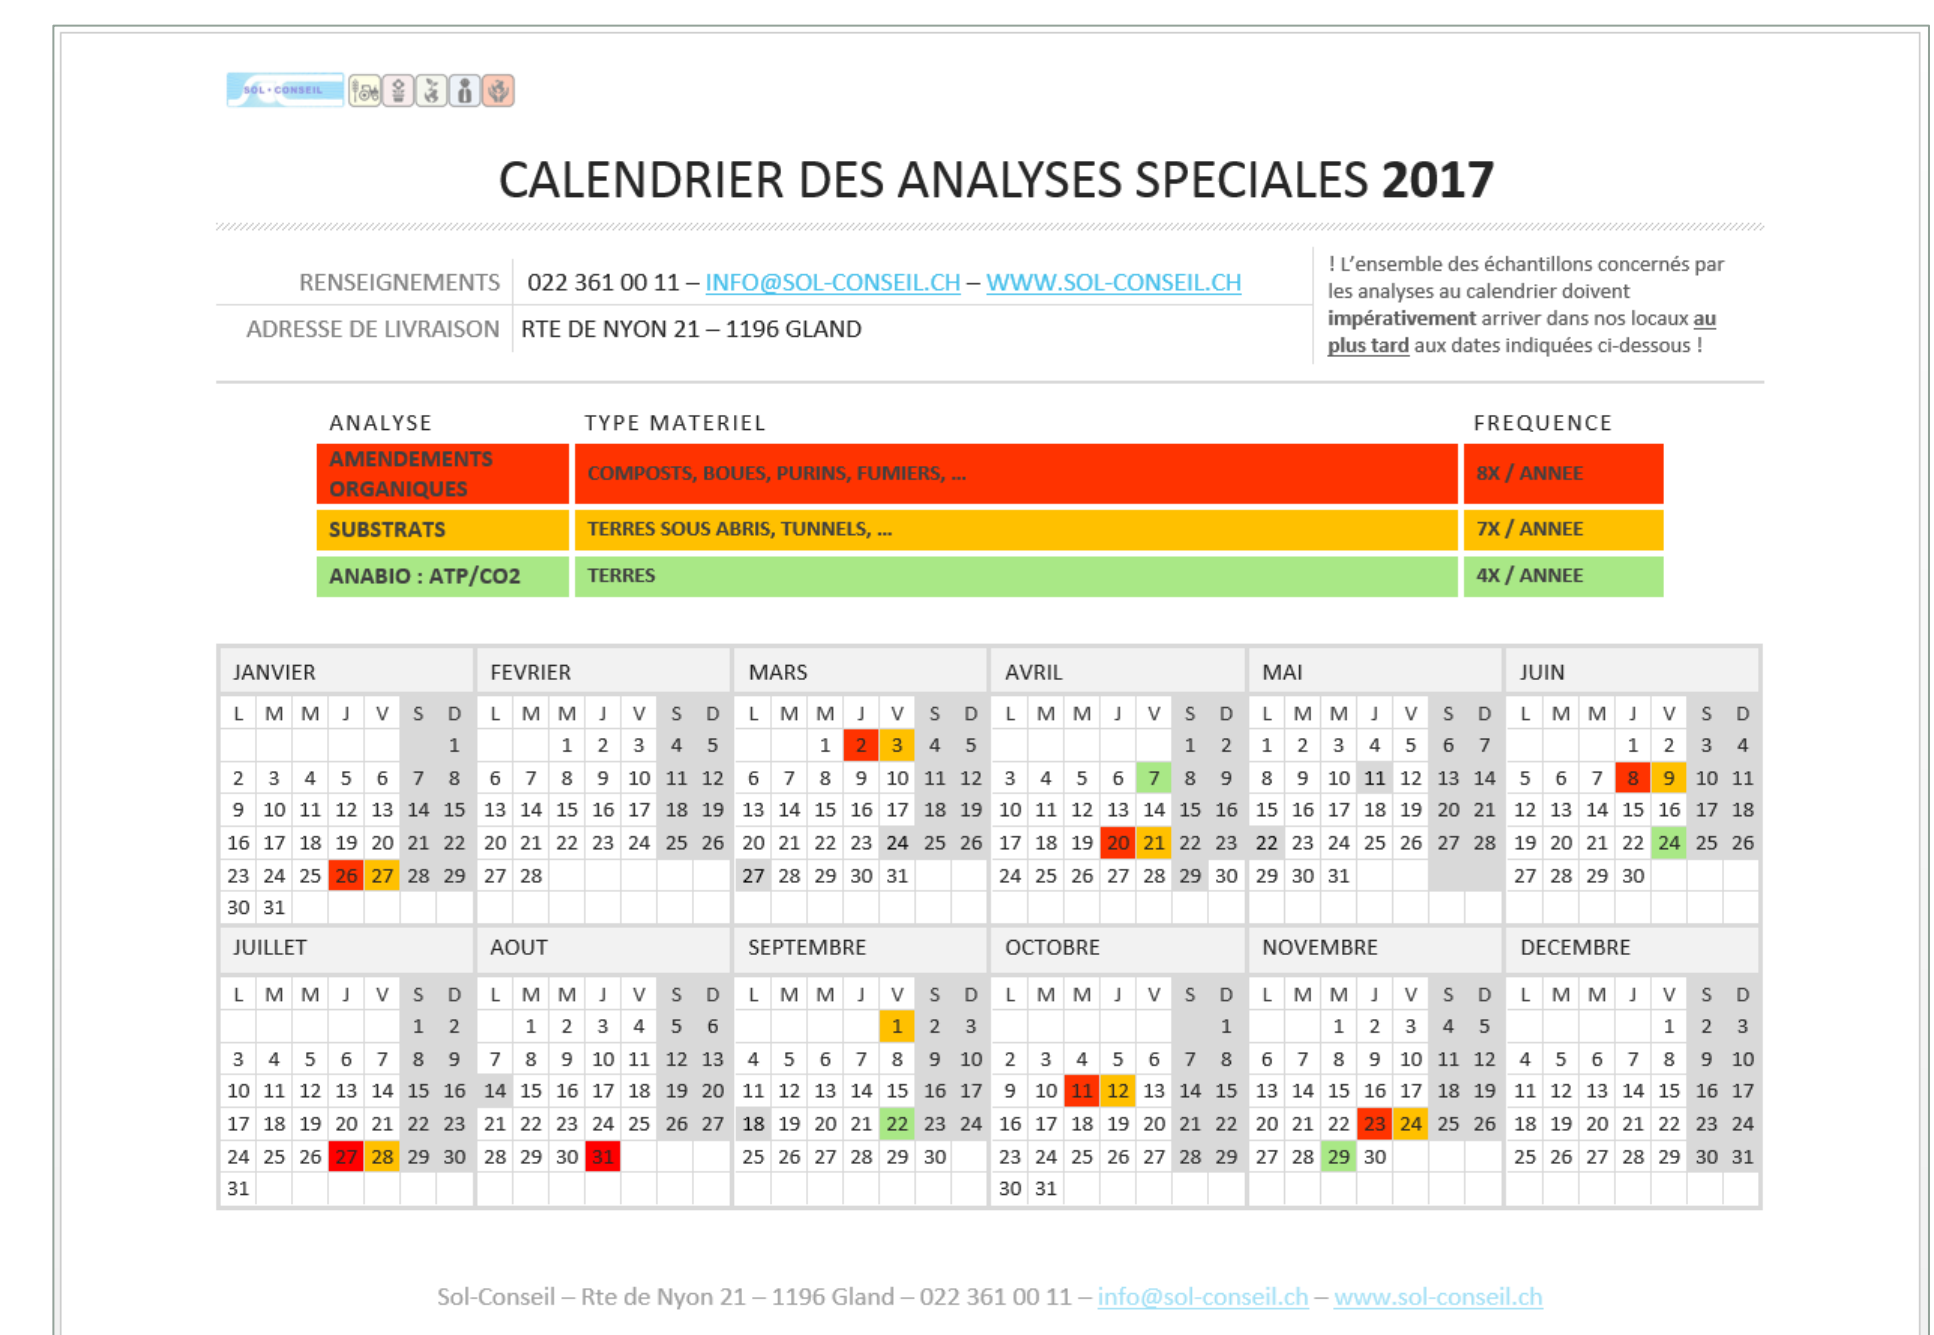 SOL•CONSEIL
CALENDRIER DES ANALYSES SPECIALES 2017
RENSEIGNEMENTS 022 361 00 11 – INFO@SOL-CONSEIL.CH – WWW.SOL-CONSEIL.CH
ADRESSE DE LIVRAISON RTE DE NYON 21 – 1196 GLAND
! L’ensemble des échantillons concernés par
les analyses au calendrier doivent
impérativement arriver dans nos locaux au
plus tard aux dates indiquées ci-dessous !
ANALYSE TYPE MATERIEL FREQUENCE
AMENDEMENTS
ORGANIQUES COMPOSTS, BOUES, PURINS, FUMIERS, ... 8X / ANNEE
SUBSTRATS TERRES SOUS ABRIS, TUNNELS, ... 7X / ANNEE
ANABIO : ATP/CO2 TERRES 4X / ANNEE
JANVIER FEVRIER MARS AVRIL MAI JUIN
L M M J V S D L M M J V S D L M M J V S D L M M J V S D L M M J V S D L M M J V S D
1 1 2 3 4 5 1 2 3 4 5 1 2 1 2 3 4 5 6 7 1 2 3 4
2 3 4 5 6 7 8 6 7 8 9 10 11 12 6 7 8 9 10 11 12 3 4 5 6 7 8 9 8 9 10 11 12 13 14 5 6 7 8 9 10 11
9 10 11 12 13 14 15 13 14 15 16 17 18 19 13 14 15 16 17 18 19 10 11 12 13 14 15 16 15 16 17 18 19 20 21 12 13 14 15 16 17 18
16 17 18 19 20 21 22 20 21 22 23 24 25 26 20 21 22 23 24 25 26 17 18 19 20 21 22 23 22 23 24 25 26 27 28 19 20 21 22 24 25 26
23 24 25 26 27 28 29 27 28 27 28 29 30 31 24 25 26 27 28 29 30 29 30 31 27 28 29 30
30 31
JUILLET AOUT SEPTEMBRE OCTOBRE NOVEMBRE DECEMBRE
L M M J V S D L M M J V S D L M M J V S D L M M J V S D L M M J V S D L M M J V S D
1 2 1 2 3 4 5 6 1 2 3 1 1 2 3 4 5 1 2 3
3 4 5 6 7 8 9 7 8 9 10 11 12 13 4 5 6 7 8 9 10 2 3 4 5 6 7 8 6 7 8 9 10 11 12 4 5 6 7 8 9 10
10 11 12 13 14 15 16 14 15 16 17 18 19 20 11 12 13 14 15 16 17 9 10 11 12 13 14 15 13 14 15 16 17 18 19 11 12 13 14 15 16 17
17 18 19 20 21 22 23 21 22 23 24 25 26 27 18 19 20 21 22 23 24 16 17 18 19 20 21 22 20 21 22 23 24 25 26 18 19 20 21 22 23 24
24 25 26 27 28 29 30 28 29 30 31 25 26 27 28 29 30 23 24 25 26 27 28 29 27 28 29 30 25 26 27 28 29 30 31
31 30 31
Sol-Conseil – Rte de Nyon 21 – 1196 Gland – 022 361 00 11 – info@sol-conseil.ch – www.sol-conseil.ch